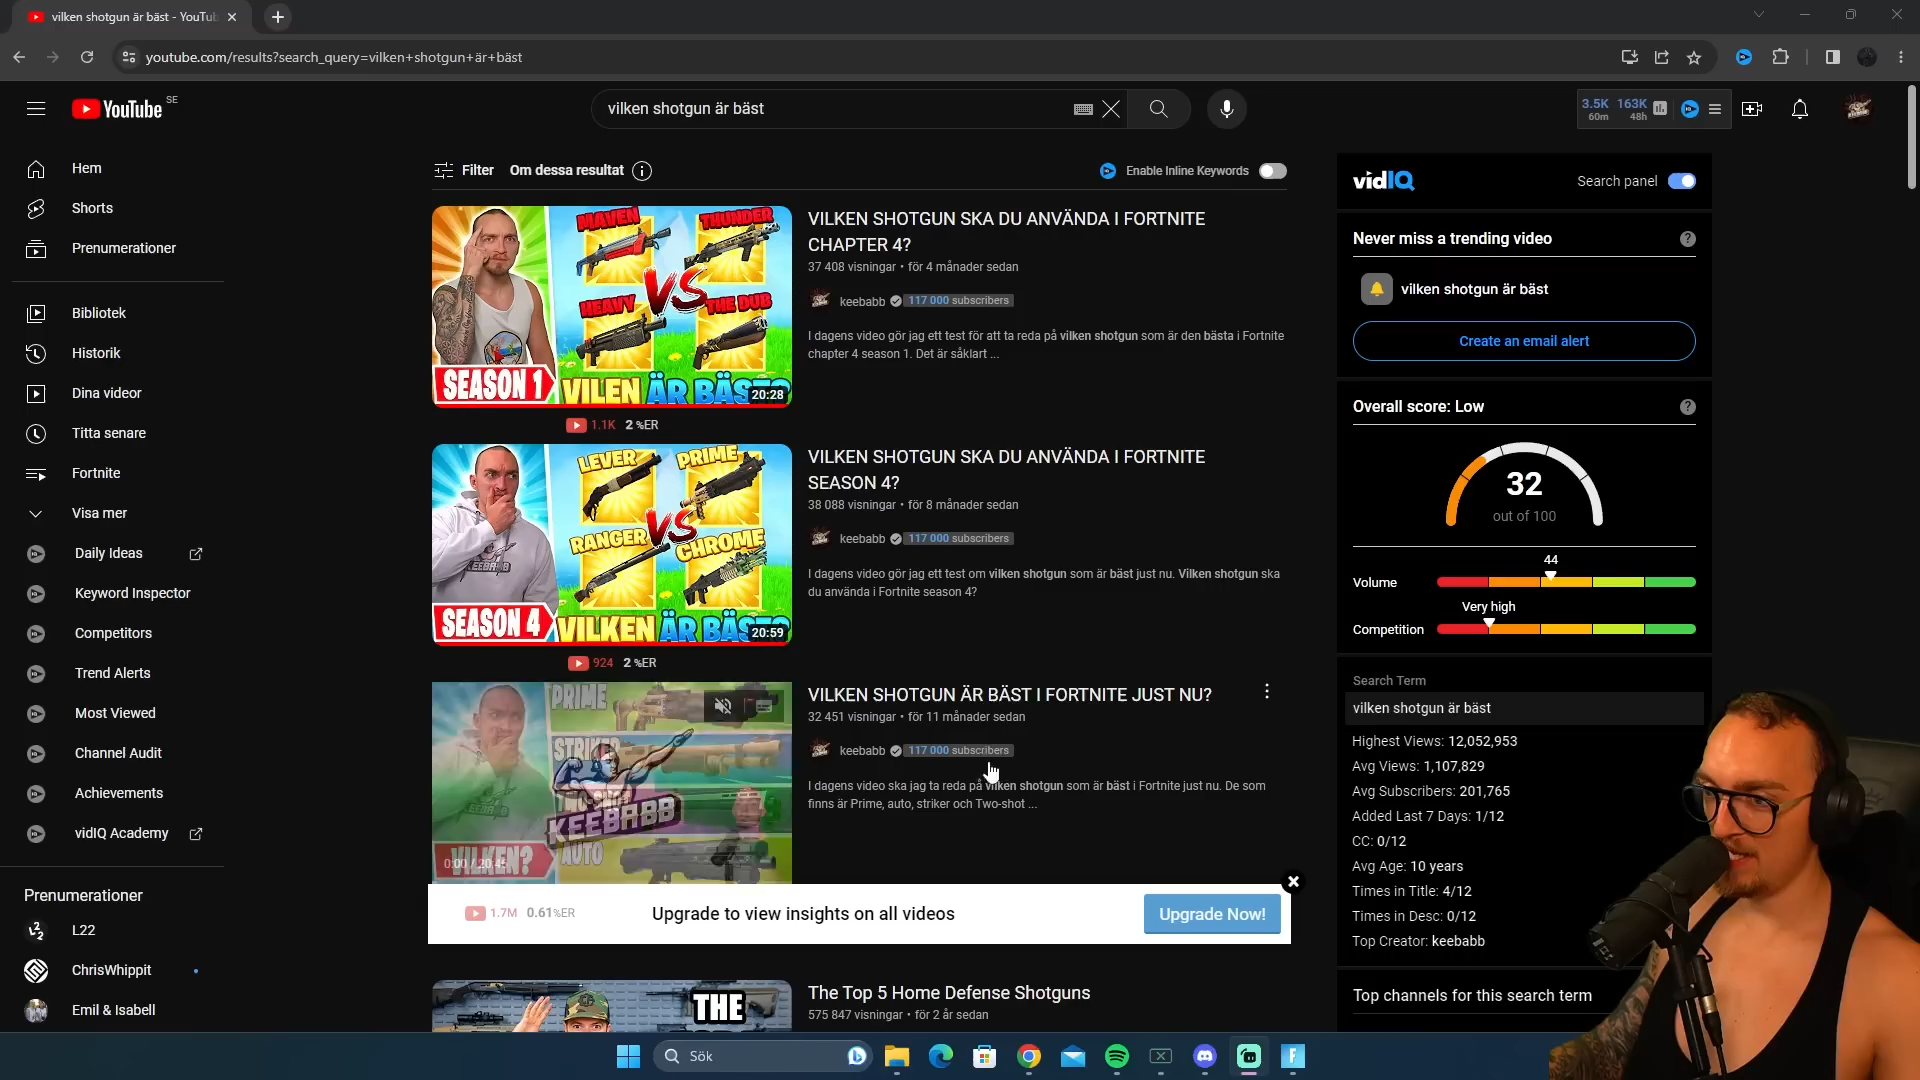 vilken shotgun är bäst - YouTu
youtube.com/results?search_query=vilken+shotgun+är+bäst
YouTube SE
vilken shotgun är bäst
3.5K 163K
60m 48h
Hem
Shorts
Prenumerationer
Bibliotek
Historik
Dina videor
Titta senare
Fortnite
Visa mer
Daily Ideas
Keyword Inspector
Competitors
Trend Alerts
Most Viewed
Channel Audit
Achievements
vidIQ Academy
Prenumerationer
L22
ChrisWhippit
Emil & Isabell
Filter
Om dessa resultat
Enable Inline Keywords
MAVEN
THUNDER
VS
HEAVY
THE DUB
SEASON 1
VILEN ÄR BÄST?
20:28
VILKEN SHOTGUN SKA DU ANVÄNDA I FORTNITE
CHAPTER 4?
37 408 visningar • för 4 månader sedan
keebabb
117 000 subscribers
I dagens video gör jag ett test för att ta reda på vilken shotgun som är den bästa i Fortnite
chapter 4 season 1. Det är såklart ...
1.1K 2 %ER
LEVER
PRIME
VS
RANGER
CHROME
KEEBABB
SEASON 4
VILKEN ÄR BÄST?
20:59
VILKEN SHOTGUN SKA DU ANVÄNDA I FORTNITE
SEASON 4?
38 088 visningar • för 8 månader sedan
keebabb
117 000 subscribers
I dagens video gör jag ett test om vilken shotgun som är bäst just nu. Vilken shotgun ska
du använda i Fortnite season 4?
924 2 %ER
PRIME
STRIKER
KEEBABB
AUTO
VILKEN?
0:00 / 20:45
VILKEN SHOTGUN ÄR BÄST I FORTNITE JUST NU?
32 451 visningar • för 11 månader sedan
keebabb
117 000 subscribers
I dagens video ska jag ta reda på vilken shotgun som är bäst i Fortnite just nu. De som
finns är Prime, auto, striker och Two-shot ...
1.7M 0.61%ER
Upgrade to view insights on all videos
Upgrade Now!
THE
The Top 5 Home Defense Shotguns
575 847 visningar • för 2 år sedan
vidIQ
Search panel
Never miss a trending video
vilken shotgun är bäst
Create an email alert
Overall score: Low
32
out of 100
44
Volume
Very high
Competition
Search Term
vilken shotgun är bäst
Highest Views: 12,052,953
Avg Views: 1,107,829
Avg Subscribers: 201,765
Added Last 7 Days: 1/12
CC: 0/12
Avg Age: 10 years
Times in Title: 4/12
Times in Desc: 0/12
Top Creator: keebabb
Top channels for this search term
Sök